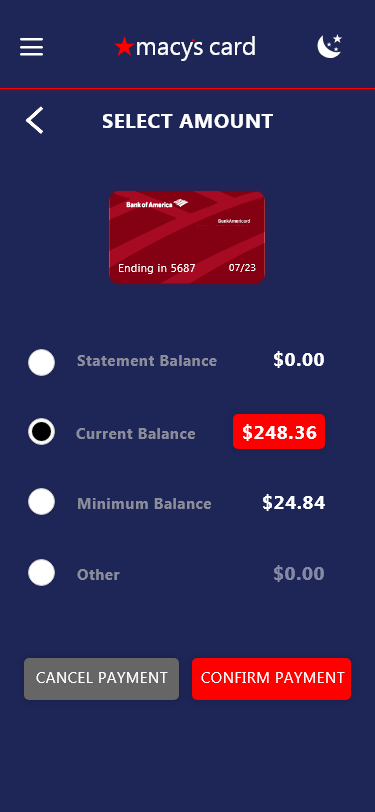 macy's card
SELECT AMOUNT
Bank of America
BankAmericard
Ending in 5687 07/23
Statement Balance $0.00
Current Balance $248.36
Minimum Balance $24.84
Other $0.00
CANCEL PAYMENT CONFIRM PAYMENT